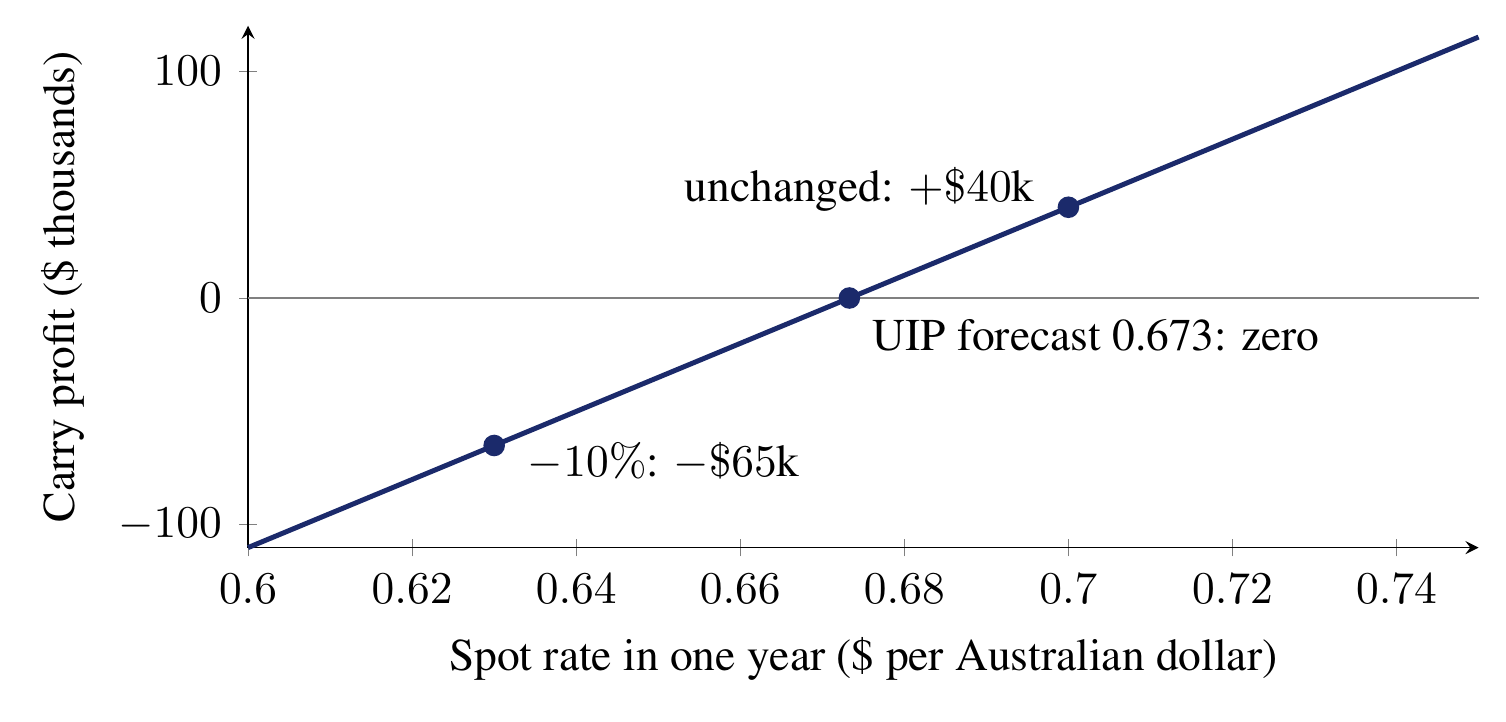 Carry profit ($ thousands)
100
0
−100
unchanged: +$40k
UIP forecast 0.673: zero
−10%: −$65k
0.6 0.62 0.64 0.66 0.68 0.7 0.72 0.74
Spot rate in one year ($ per Australian dollar)